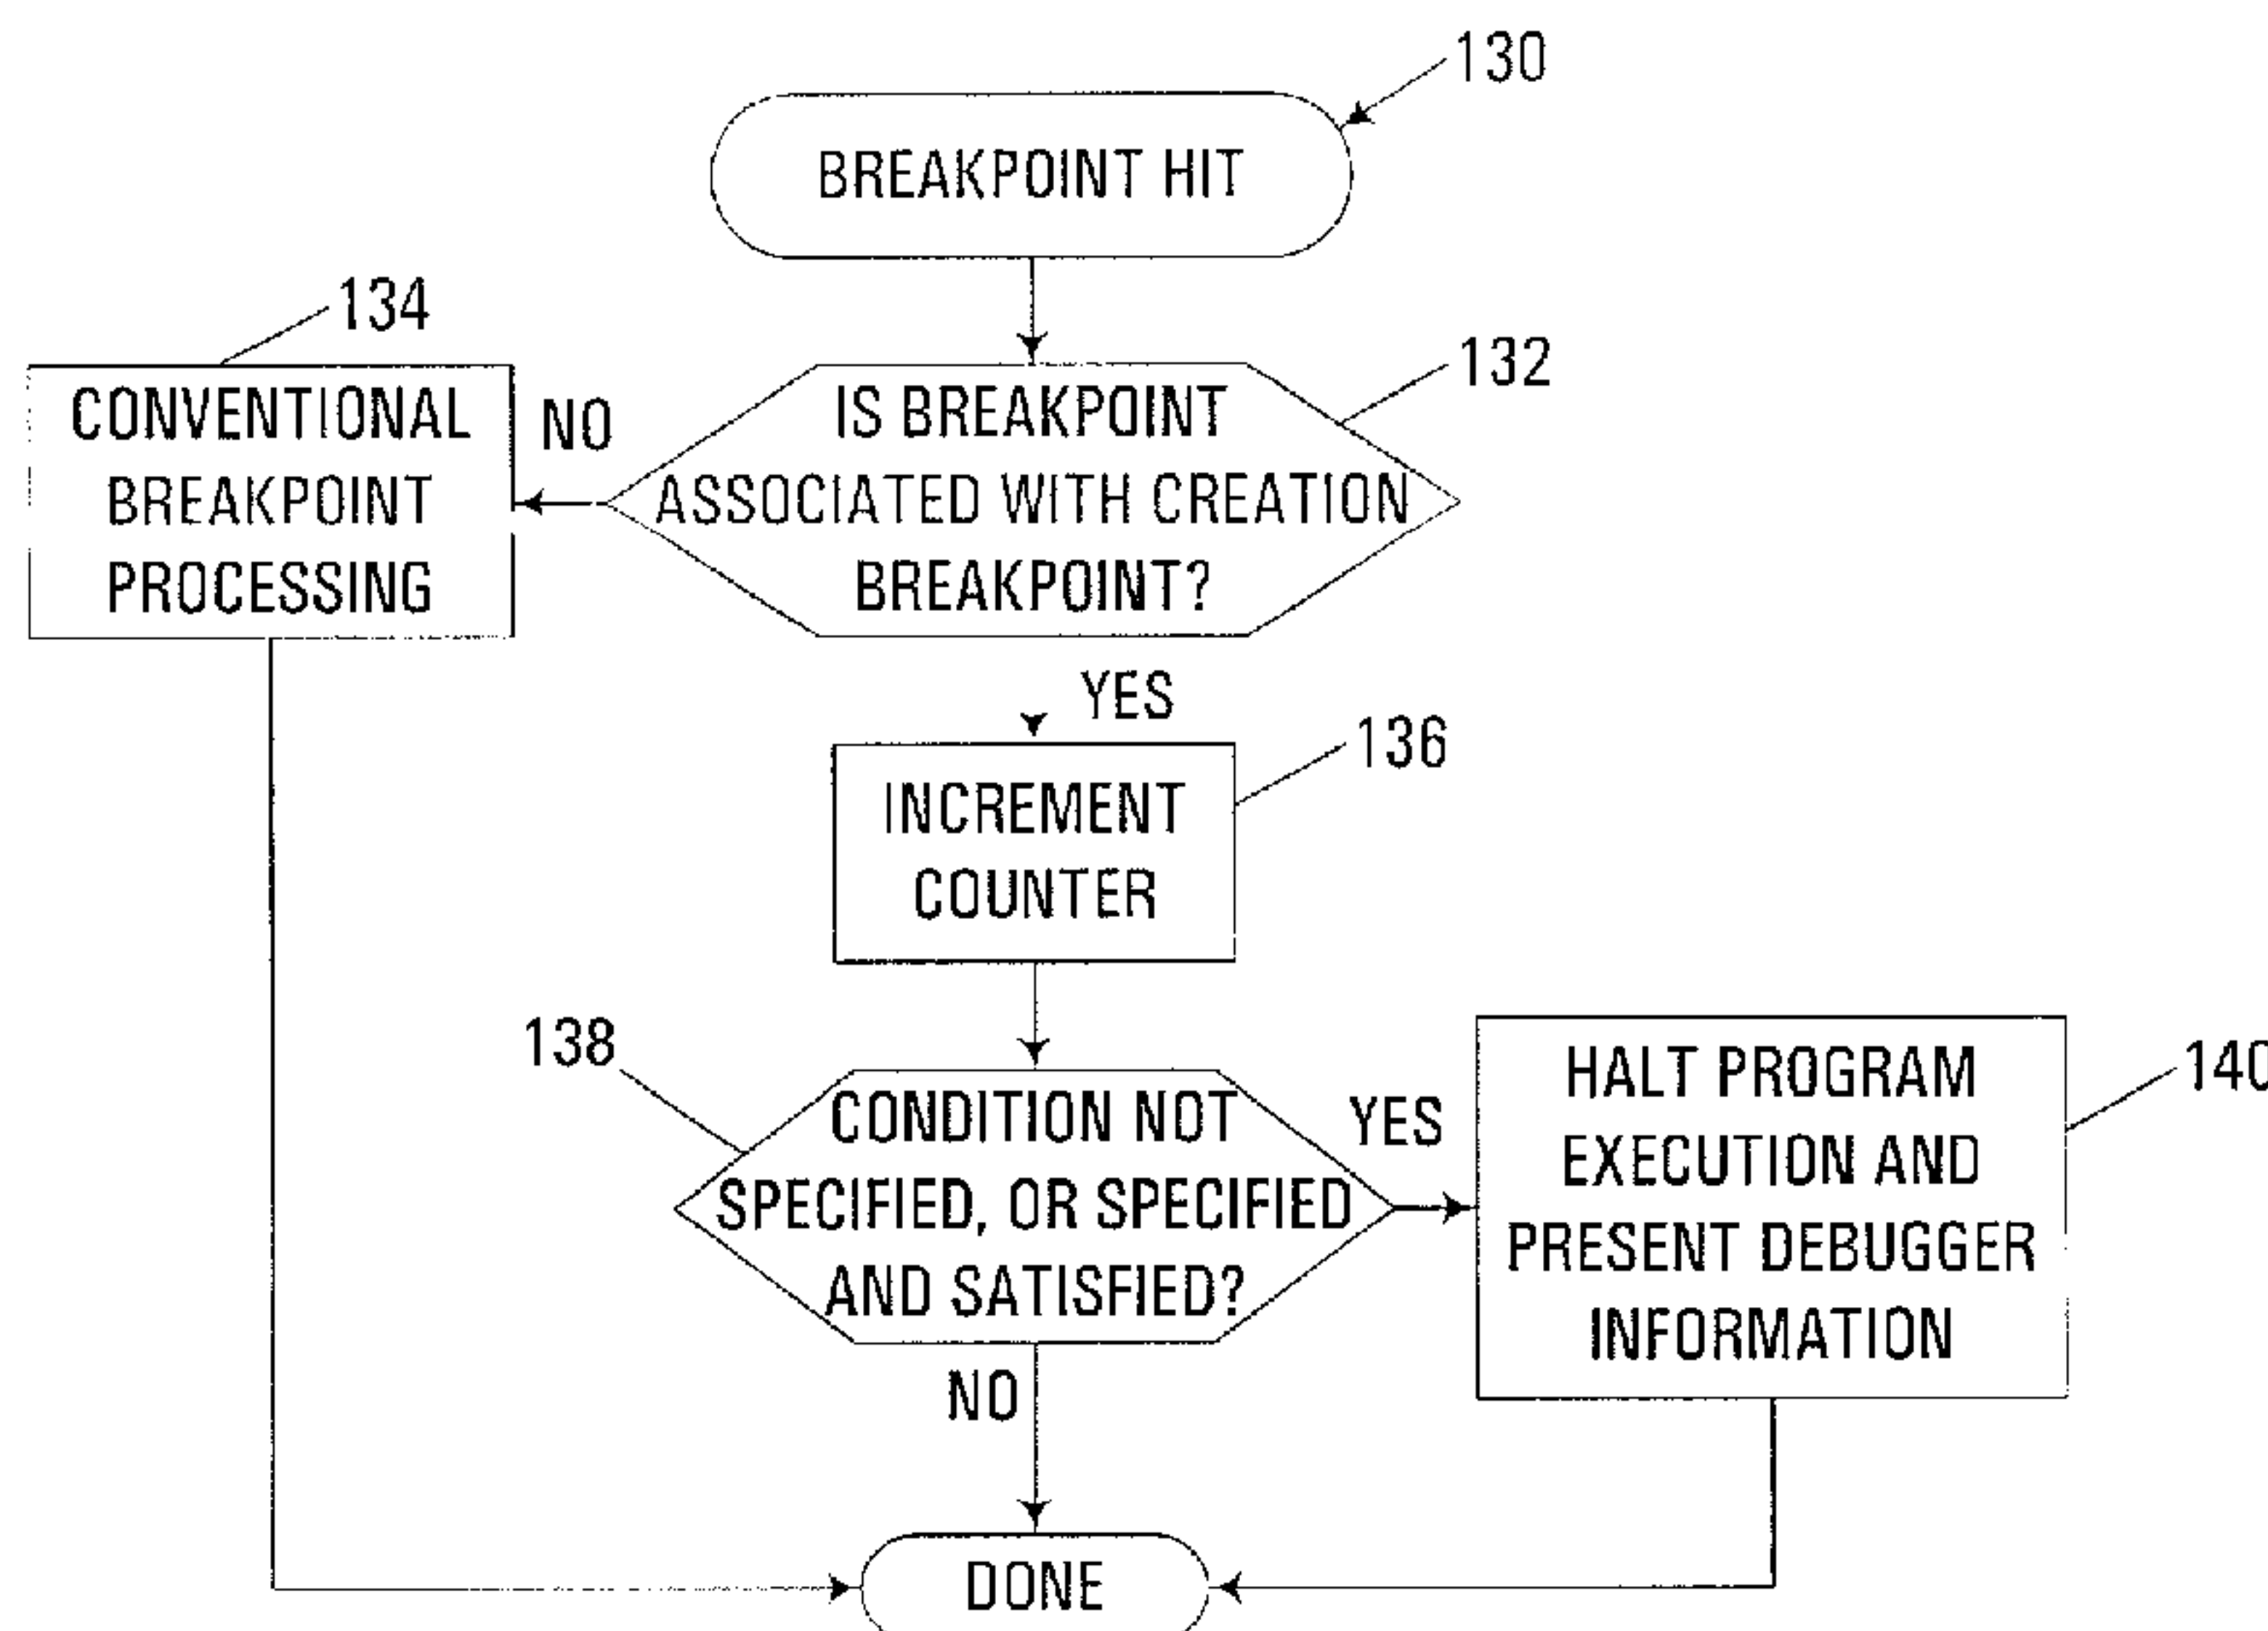 130
BREAKPOINT HIT
134
132
CONVENTIONAL
BREAKPOINT
PROCESSING
NO
IS BREAKPOINT
ASSOCIATED WITH CREATION
BREAKPOINT?
YES
136
INCREMENT
COUNTER
138
CONDITION NOT
SPECIFIED, OR SPECIFIED
AND SATISFIED?
YES
HALT PROGRAM
EXECUTION AND
PRESENT DEBUGGER
INFORMATION
140
NO
DONE